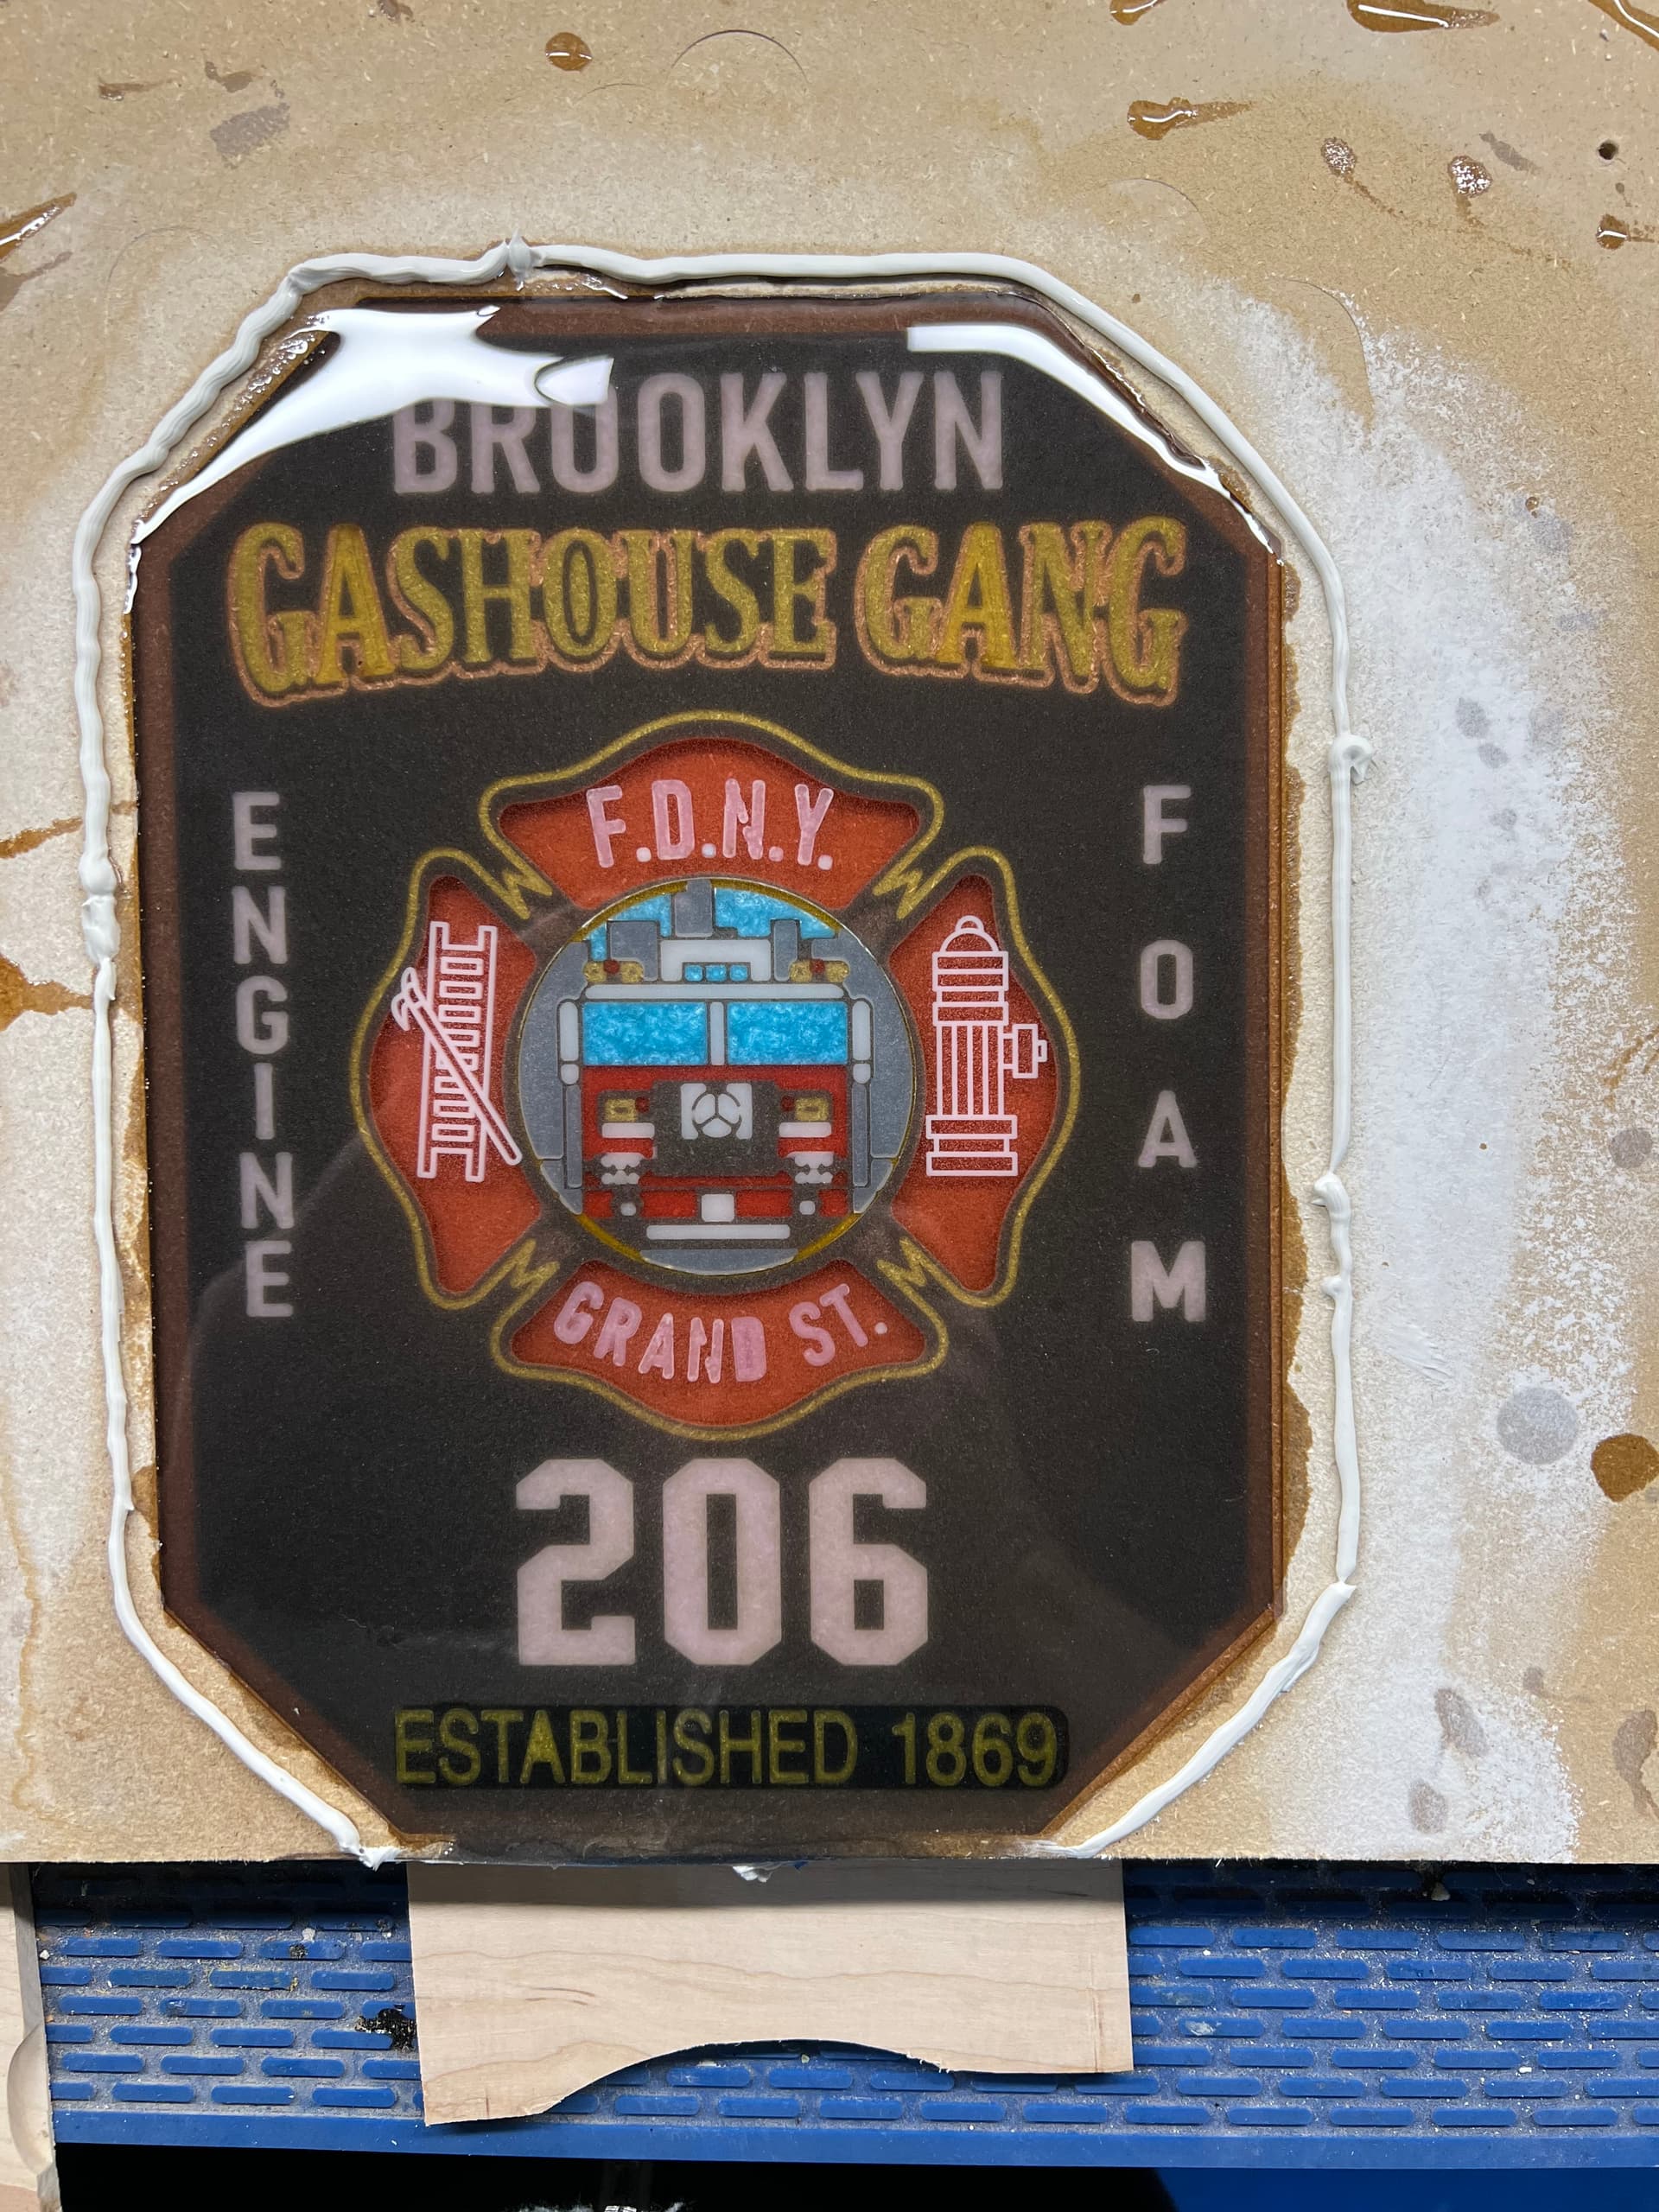 BROOKLYN
GASHOUSE GANG
ENGINE
FOAM
F.D.N.Y.
GRAND ST.
206
ESTABLISHED 1869